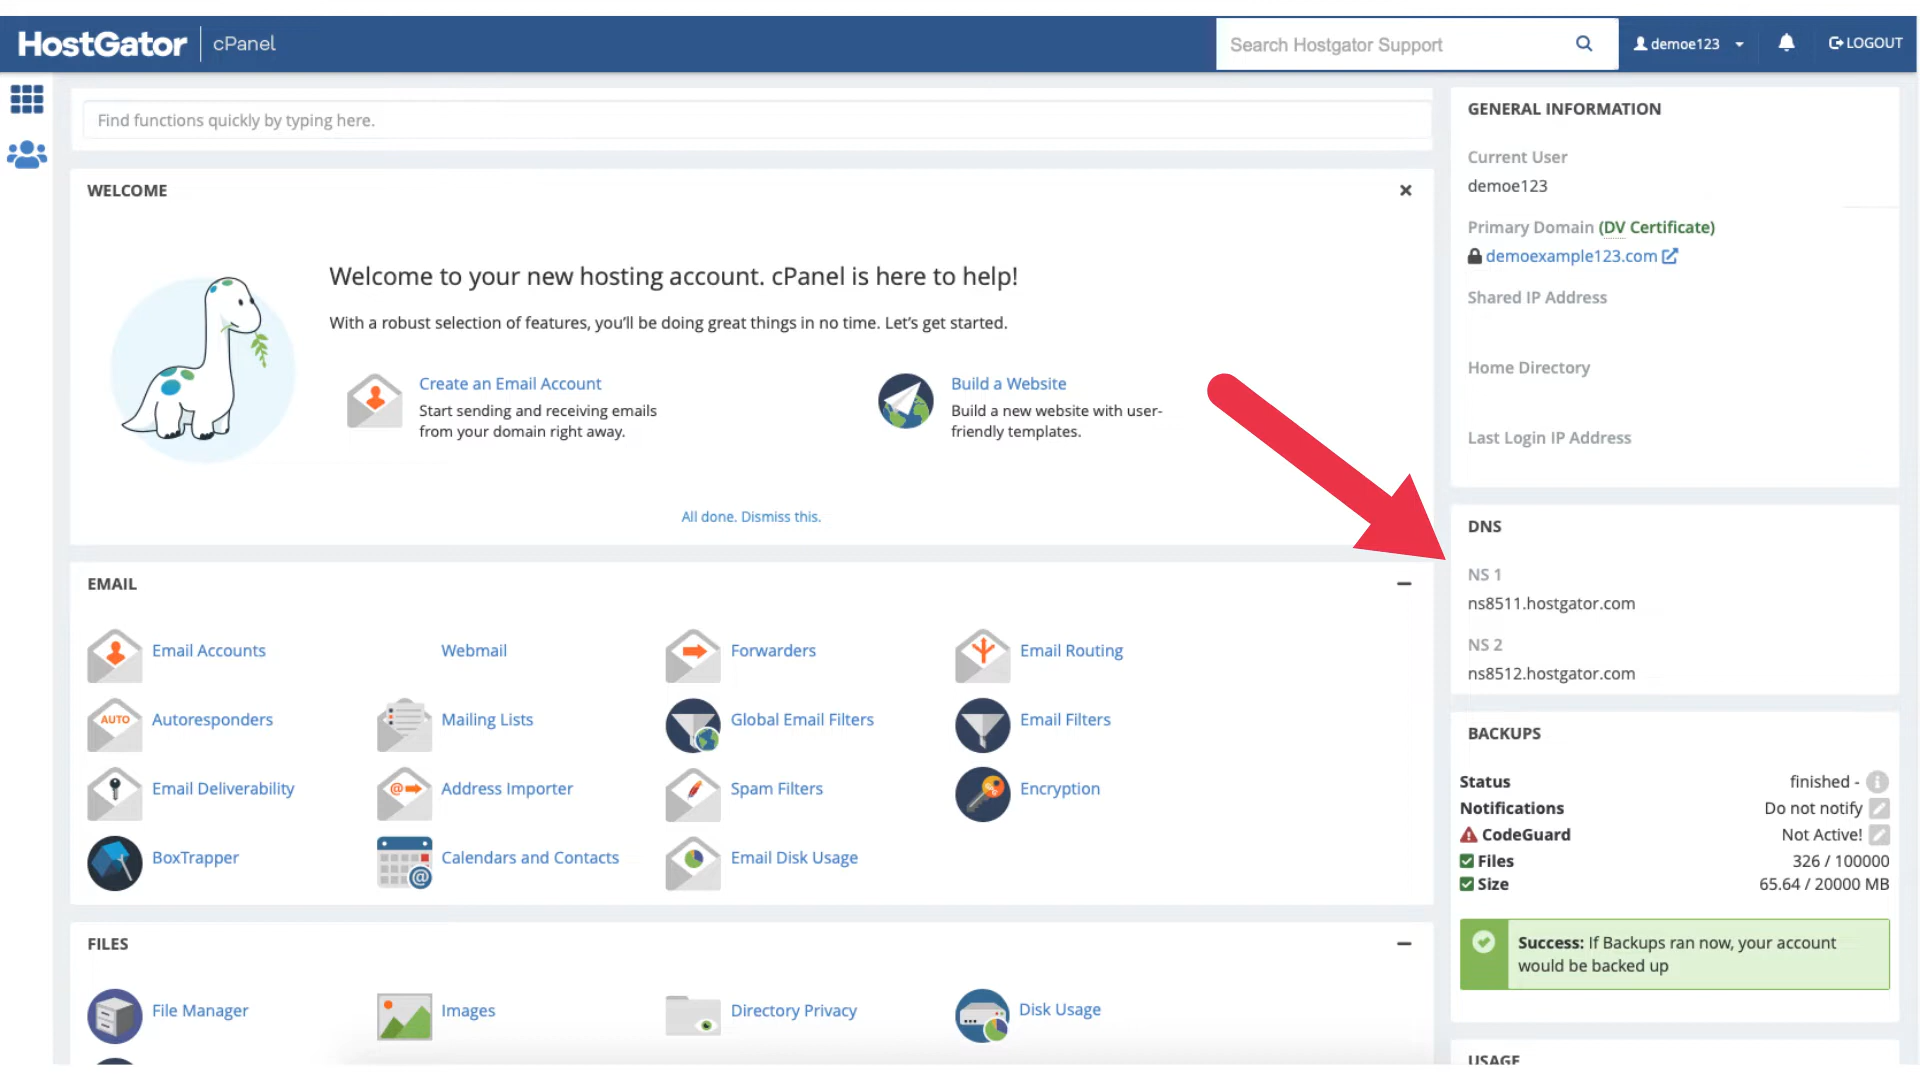 HostGator cPanel
Search Hostgator Support
demoe123
LOGOUT
Find functions quickly by typing here.
WELCOME
Welcome to your new hosting account. cPanel is here to help!
With a robust selection of features, you'll be doing great things in no time. Let's get started.
Create an Email Account
Start sending and receiving emails
from your domain right away.
Build a Website
Build a new website with user-
friendly templates.
All done. Dismiss this.
EMAIL
Email Accounts
Webmail
Forwarders
Email Routing
AUTO
Autoresponders
Mailing Lists
Global Email Filters
Email Filters
Email Deliverability
@
Address Importer
Spam Filters
Encryption
BoxTrapper
@
Calendars and Contacts
Email Disk Usage
FILES
File Manager
Images
Directory Privacy
Disk Usage
GENERAL INFORMATION
Current User
demoe123
Primary Domain (DV Certificate)
demoexample123.com
Shared IP Address
Home Directory
Last Login IP Address
DNS
NS 1
ns8511.hostgator.com
NS 2
ns8512.hostgator.com
BACKUPS
Status finished -
Notifications Do not notify
CodeGuard Not Active!
Files 326 / 100000
Size 65.64 / 20000 MB
Success: If Backups ran now, your account
would be backed up
USAGE